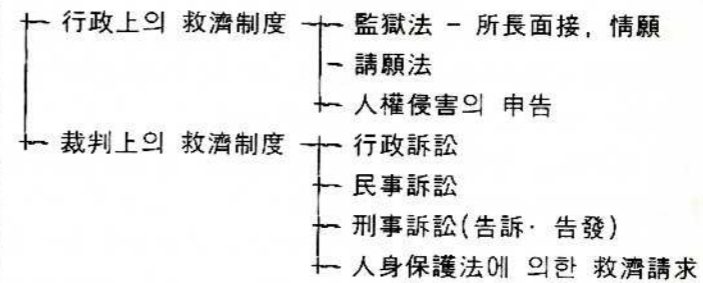 行政上의 救濟制度 監獄法 - 所長面接, 情願
請願法
人權侵害의 申告
裁判上의 救濟制度 行政訴訟
民事訴訟
刑事訴訟(告訴· 告發)
人身保護法에 의한 救濟請求